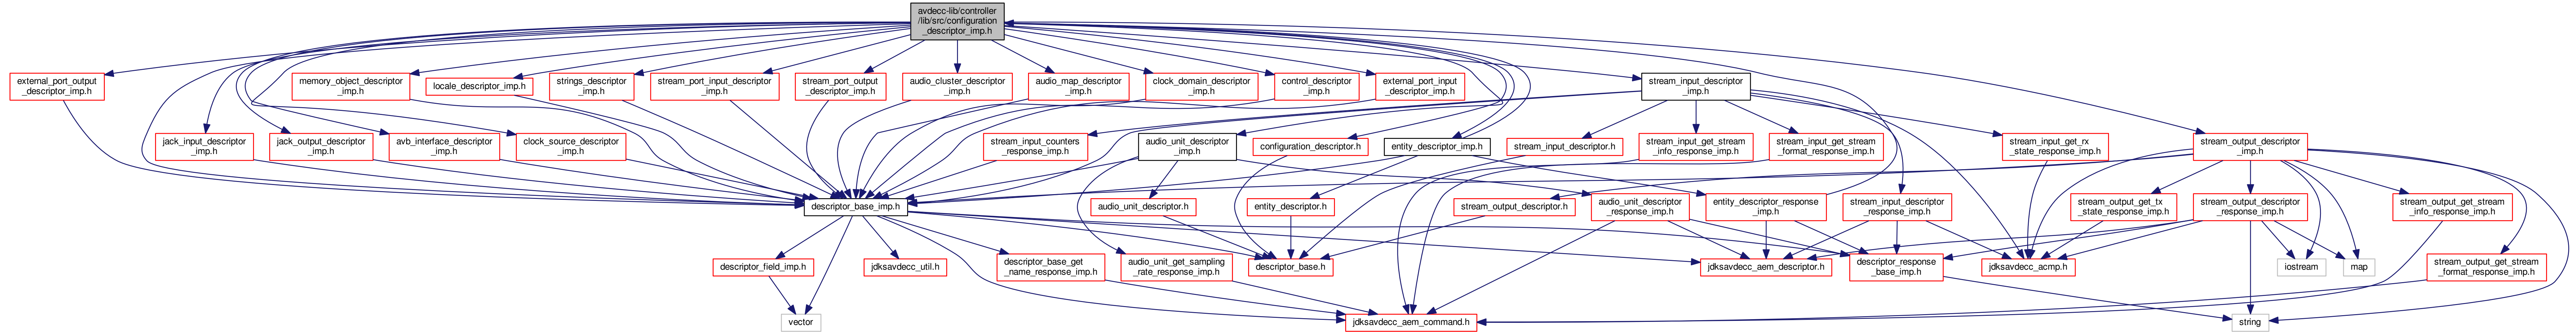 avdecc-lib/controller
/lib/src/configuration
_descriptor_imp.h
external_port_output
_descriptor_imp.h
memory_object_descriptor
_imp.h
locale_descriptor_imp.h
strings_descriptor
_imp.h
stream_port_input_descriptor
_imp.h
stream_port_output
_descriptor_imp.h
audio_cluster_descriptor
_imp.h
audio_map_descriptor
_imp.h
clock_domain_descriptor
_imp.h
control_descriptor
_imp.h
external_port_input
_descriptor_imp.h
stream_input_descriptor
_imp.h
jack_input_descriptor
_imp.h
jack_output_descriptor
_imp.h
avb_interface_descriptor
_imp.h
clock_source_descriptor
_imp.h
stream_input_counters
_response_imp.h
audio_unit_descriptor
_imp.h
configuration_descriptor.h
entity_descriptor_imp.h
stream_input_descriptor.h
stream_input_get_stream
_info_response_imp.h
stream_input_get_stream
_format_response_imp.h
stream_input_get_rx
_state_response_imp.h
stream_output_descriptor
_imp.h
descriptor_base_imp.h
audio_unit_descriptor.h
entity_descriptor.h
stream_output_descriptor.h
audio_unit_descriptor
_response_imp.h
entity_descriptor_response
_imp.h
stream_input_descriptor
_response_imp.h
stream_output_get_tx
_state_response_imp.h
stream_output_descriptor
_response_imp.h
stream_output_get_stream
_info_response_imp.h
descriptor_field_imp.h
jdksavdecc_util.h
descriptor_base_get
_name_response_imp.h
audio_unit_get_sampling
_rate_response_imp.h
descriptor_base.h
jdksavdecc_aem_descriptor.h
descriptor_response
_base_imp.h
jdksavdecc_acmp.h
iostream
map
stream_output_get_stream
_format_response_imp.h
vector
jdksavdecc_aem_command.h
string